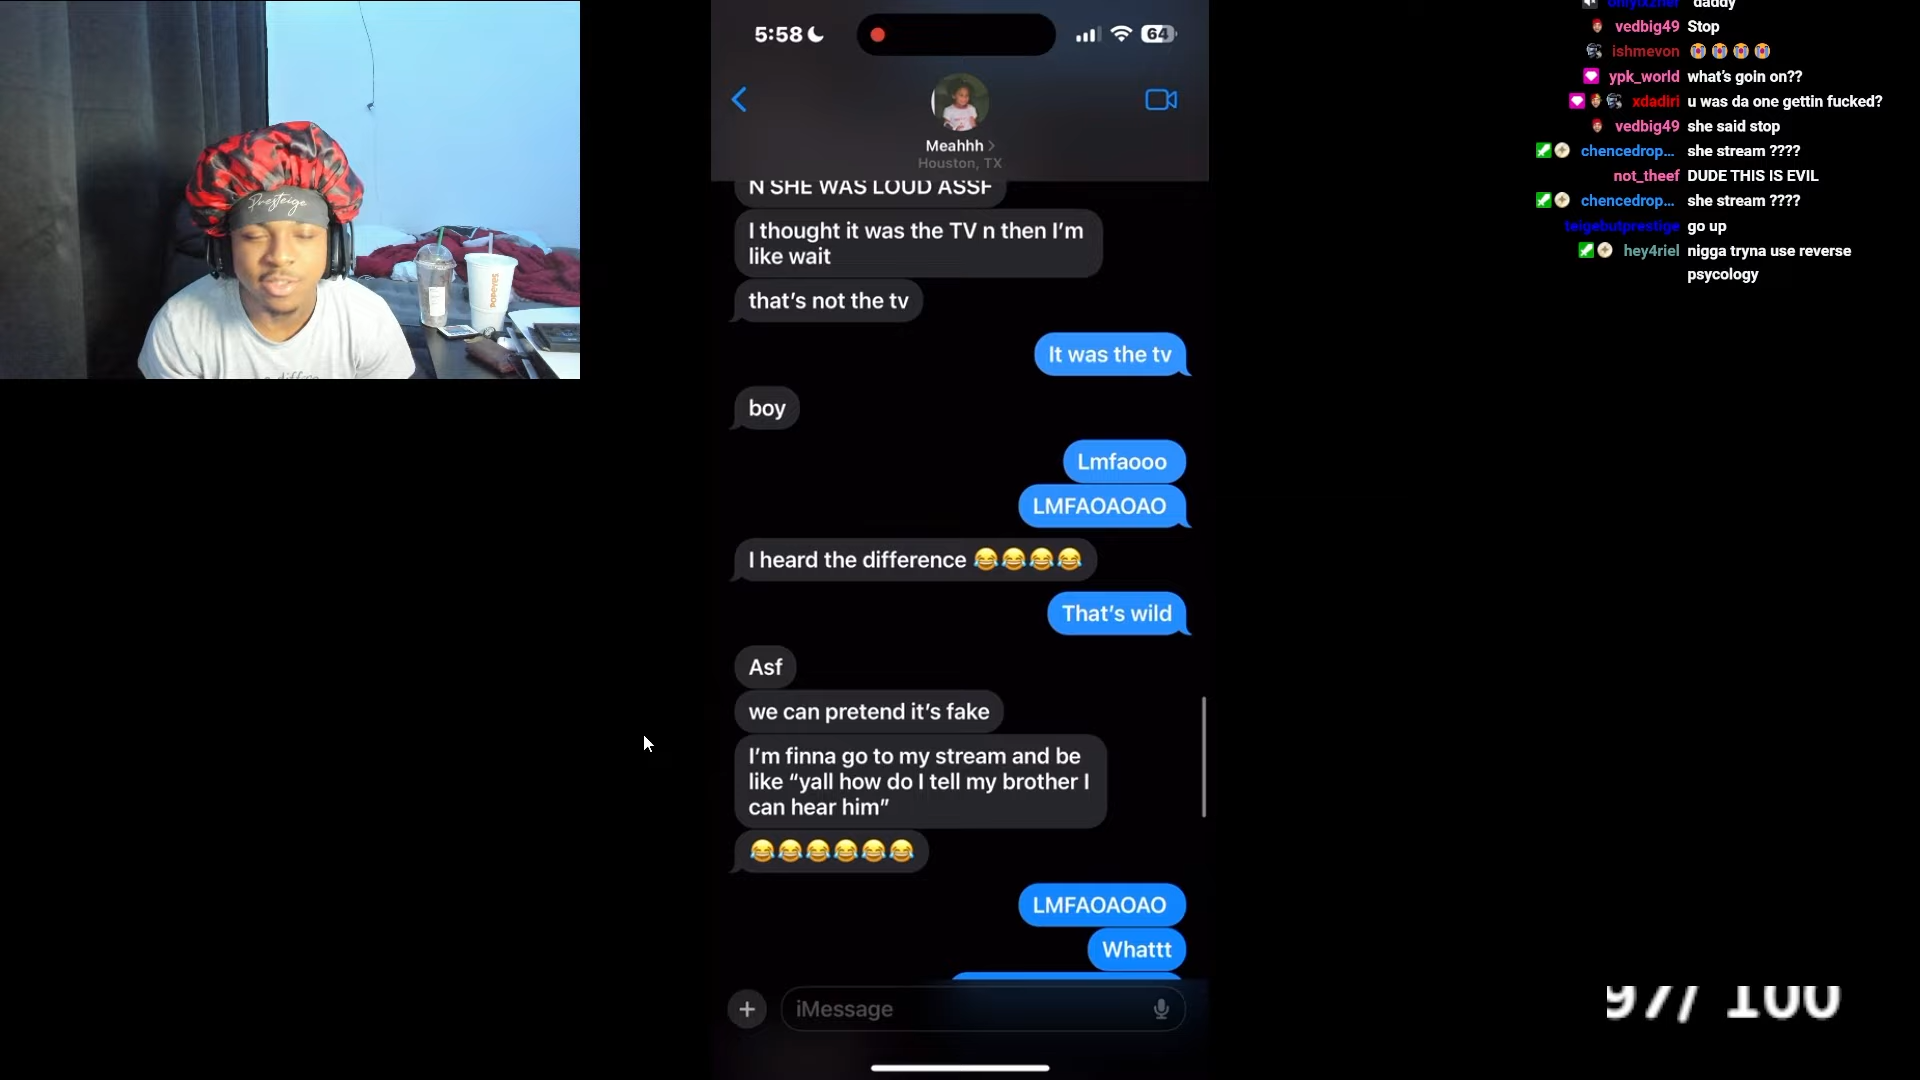 Presteige
POPEYES
5:58
64
Meahhh
Houston, TX
N SHE WAS LOUD ASSF
I thought it was the TV n then I’m
like wait
that’s not the tv
It was the tv
boy
Lmfaooo
LMFAOAOAO
I heard the difference 😂😂😂😂
That’s wild
Asf
we can pretend it’s fake
I’m finna go to my stream and be
like “yall how do I tell my brother I
can hear him”
😂😂😂😂😂😂
LMFAOAOAO
Whattt
iMessage
daddy
vedbig49 Stop
ishmevon 😭😭😭😭
ypk_world what’s goin on??
xdadiri u was da one gettin fucked?
vedbig49 she said stop
chencedrop... she stream ????
not_theef DUDE THIS IS EVIL
chencedrop... she stream ????
teigebutprestige go up
hey4riel nigga tryna use reverse
psycology
97/ 100